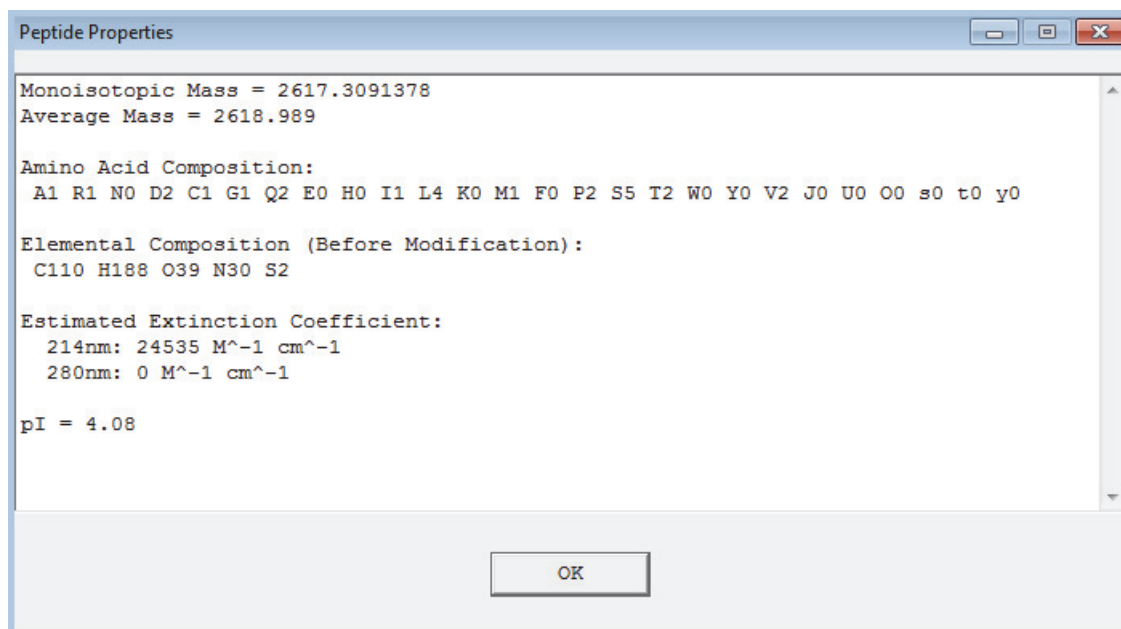 Peptide Properties
Monoisotopic Mass = 2617.3091378
Average Mass = 2618.989
Amino Acid Composition:
A1 R1 N0 D2 C1 G1 Q2 E0 H0 I1 L4 K0 M1 F0 P2 S5 T2 W0 Y0 V2 J0 U0 O0 s0 t0 y0
Elemental Composition (Before Modification):
C110 H188 O39 N30 S2
Estimated Extinction Coefficient:
214nm: 24535 M^-1 cm^-1
280nm: 0 M^-1 cm^-1
pI = 4.08
OK